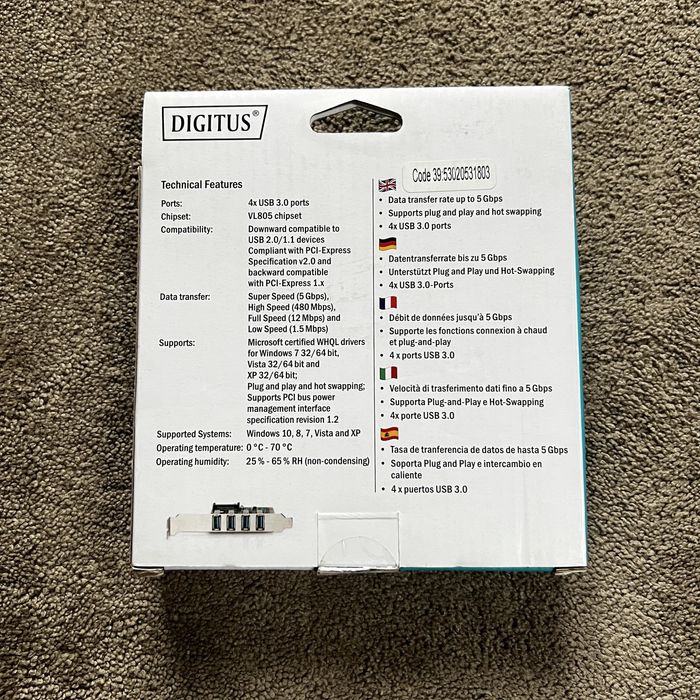 DIGITUS®
Technical Features
Ports: 4x USB 3.0 ports
Chipset: VL805 chipset
Compatibility: Downward compatible to
USB 2.0/1.1 devices
Compliant with PCI-Express
Specification v2.0 and
backward compatible
with PCI-Express 1.x
Data transfer: Super Speed (5 Gbps),
High Speed (480 Mbps),
Full Speed (12 Mbps) and
Low Speed (1.5 Mbps)
Supports: Microsoft certified WHQL drivers
for Windows 7 32/64 bit,
Vista 32/64 bit and
XP 32/64 bit;
Plug and play and hot swapping;
Supports PCI bus power
management interface
specification revision 1.2
Supported Systems: Windows 10, 8, 7, Vista and XP
Operating temperature: 0 °C - 70 °C
Operating humidity: 25 % - 65 % RH (non-condensing)
Code 39:53020531803
• Data transfer rate up to 5 Gbps
• Supports plug and play and hot swapping
• 4x USB 3.0 ports
• Datentransferrate bis zu 5 Gbps
• Unterstützt Plug and Play und Hot-Swapping
• 4x USB 3.0-Ports
• Débit de données jusqu'à 5 Gbps
• Supporte les fonctions connexion à chaud
et plug-and-play
• 4 x ports USB 3.0
• Velocità di trasferimento dati fino a 5 Gbps
• Supporta Plug-and-Play e Hot-Swapping
• 4x porte USB 3.0
• Tasa de tranferencia de datos de hasta 5 Gbps
• Soporta Plug and Play e intercambio en
caliente
• 4 x puertos USB 3.0